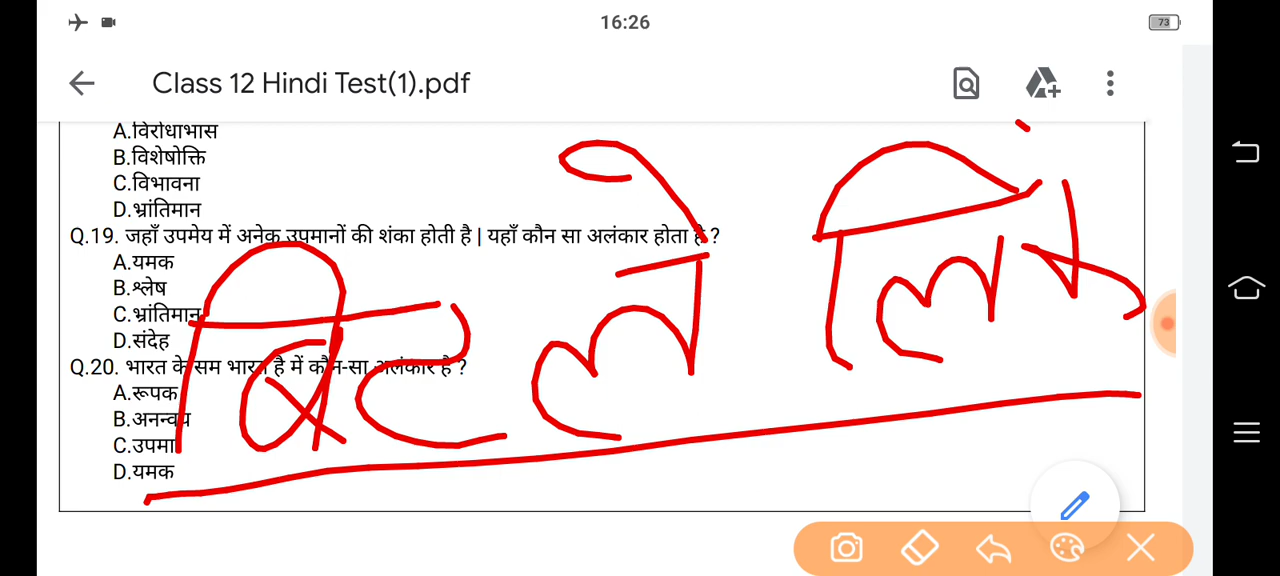 16:26
73
Class 12 Hindi Test(1).pdf
A.विरोधाभास
B.विशेषोक्ति
C.विभावना
D.भ्रांतिमान
Q.19. जहाँ उपमेय में अनेक उपमानों की शंका होती है | यहाँ कौन सा अलंकार होता है ?
A.यमक
B.श्लेष
C.भ्रांतिमान
D.संदेह
Q.20. भारत के सम भारत है में कौन-सा अलंकार है ?
A.रूपक
B.अनन्वय
C.उपमा
D.यमक